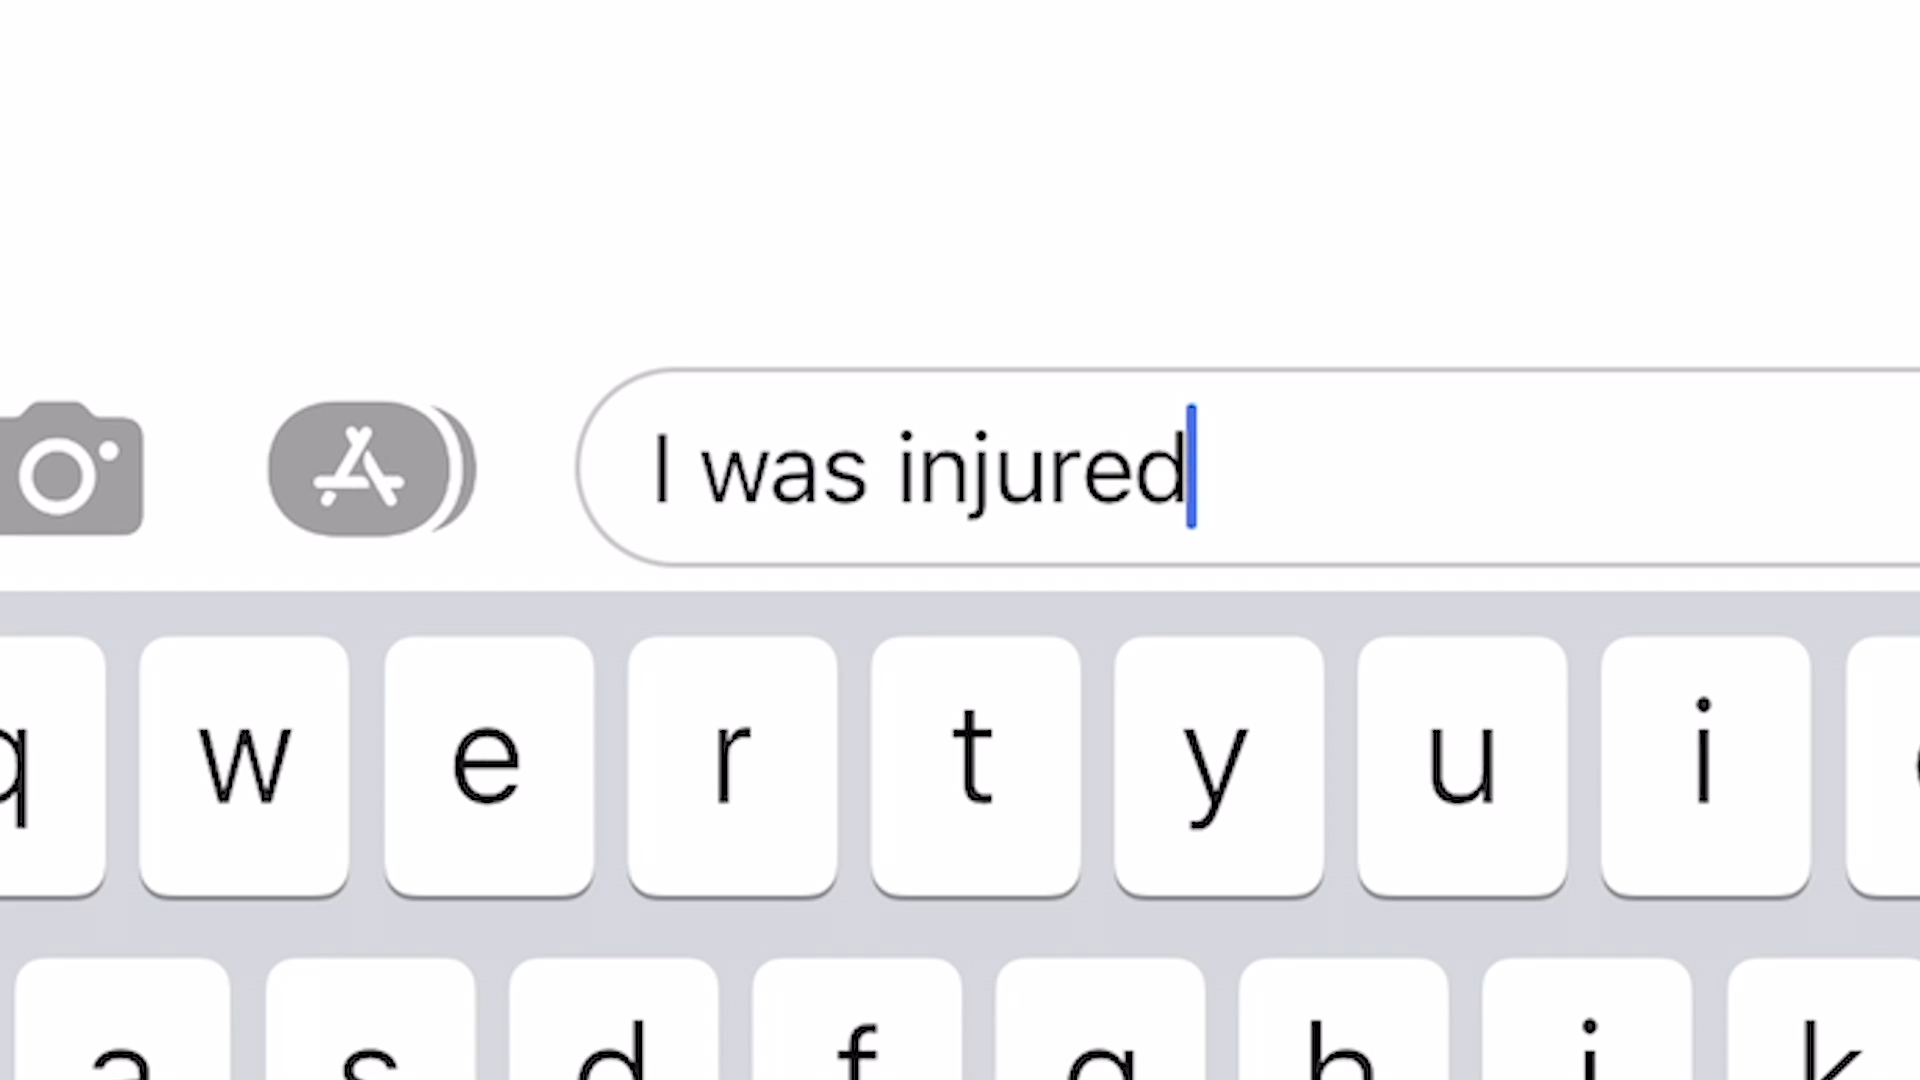 I was injured
q w e r t y u i
a s d f g h j k